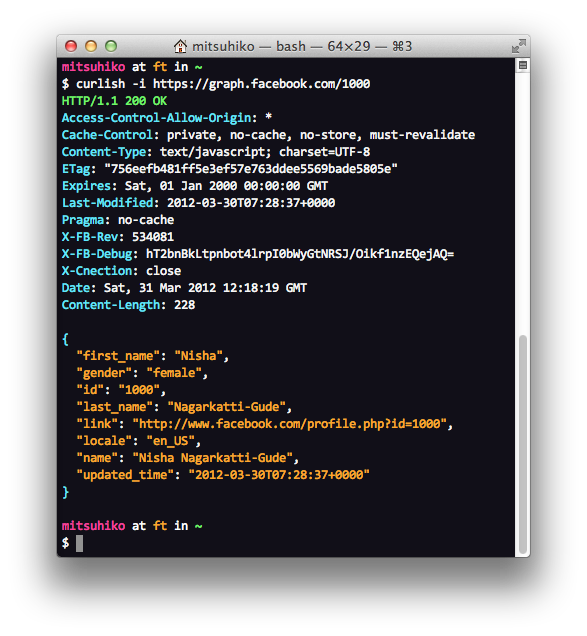 mitsuhiko — bash — 64×29 — ⌘3
mitsuhiko at ft in ~
$ curlish -i https://graph.facebook.com/1000
HTTP/1.1 200 OK
Access-Control-Allow-Origin: *
Cache-Control: private, no-cache, no-store, must-revalidate
Content-Type: text/javascript; charset=UTF-8
ETag: "756eefb481ff5e3ef57e763ddee5569bade5805e"
Expires: Sat, 01 Jan 2000 00:00:00 GMT
Last-Modified: 2012-03-30T07:28:37+0000
Pragma: no-cache
X-FB-Rev: 534081
X-FB-Debug: hT2bnBkLtpnbot4lrpI0bWyGtNRSJ/Oikf1nzEQejAQ=
X-Cnection: close
Date: Sat, 31 Mar 2012 12:18:19 GMT
Content-Length: 228
{
"first_name": "Nisha",
"gender": "female",
"id": "1000",
"last_name": "Nagarkatti-Gude",
"link": "http://www.facebook.com/profile.php?id=1000",
"locale": "en_US",
"name": "Nisha Nagarkatti-Gude",
"updated_time": "2012-03-30T07:28:37+0000"
}
mitsuhiko at ft in ~
$